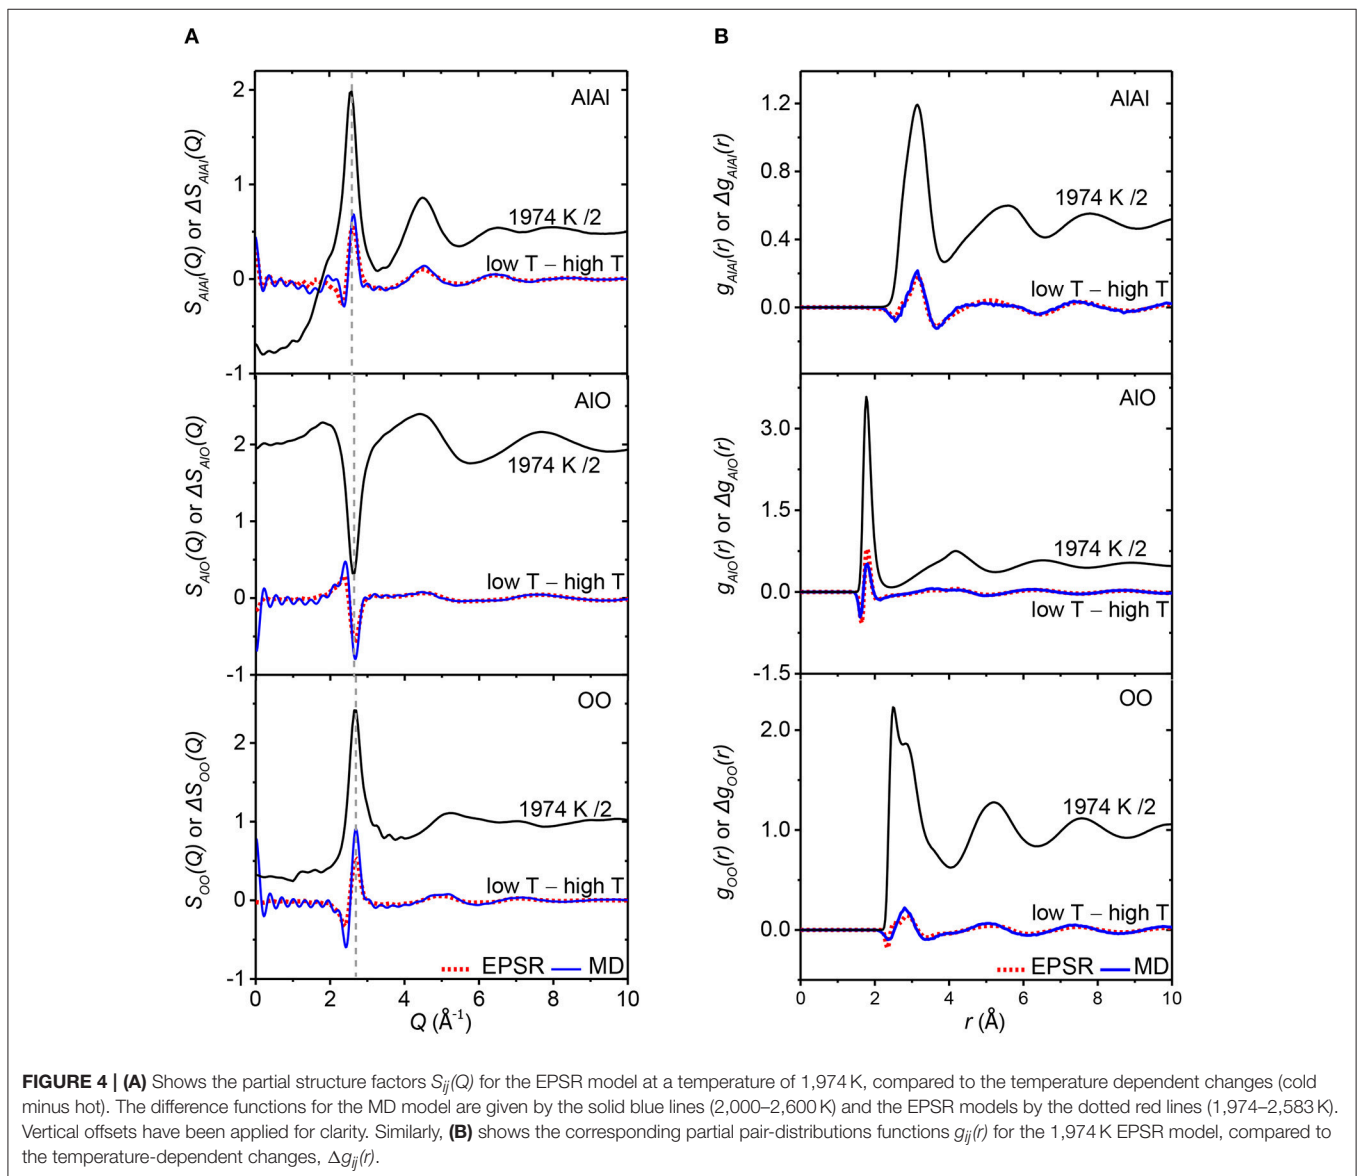 A
B
S_AlAl(Q) or ΔS_AlAl(Q)
2
1
0
-1
AlAl
1974 K /2
low T – high T
g_AlAl(r) or Δg_AlAl(r)
1.2
0.8
0.4
0.0
AlAl
1974 K /2
low T – high T
S_AlO(Q) or ΔS_AlO(Q)
2
1
0
-1
AlO
1974 K /2
low T – high T
g_AlO(r) or Δg_AlO(r)
3.0
1.5
0.0
-1.5
AlO
1974 K /2
low T – high T
S_OO(Q) or ΔS_OO(Q)
2
1
0
-1
OO
1974 K /2
low T – high T
EPSR MD
0 2 4 6 8 10
Q (Å⁻¹)
g_OO(r) or Δg_OO(r)
2.0
1.0
0.0
OO
1974 K /2
low T – high T
EPSR MD
0 2 4 6 8 10
r (Å)
FIGURE 4 | (A) Shows the partial structure factors S_ij(Q) for the EPSR model at a temperature of 1,974 K, compared to the temperature dependent changes (cold
minus hot). The difference functions for the MD model are given by the solid blue lines (2,000–2,600 K) and the EPSR models by the dotted red lines (1,974–2,583 K).
Vertical offsets have been applied for clarity. Similarly, (B) shows the corresponding partial pair-distributions functions g_ij(r) for the 1,974 K EPSR model, compared to
the temperature-dependent changes, Δg_ij(r).